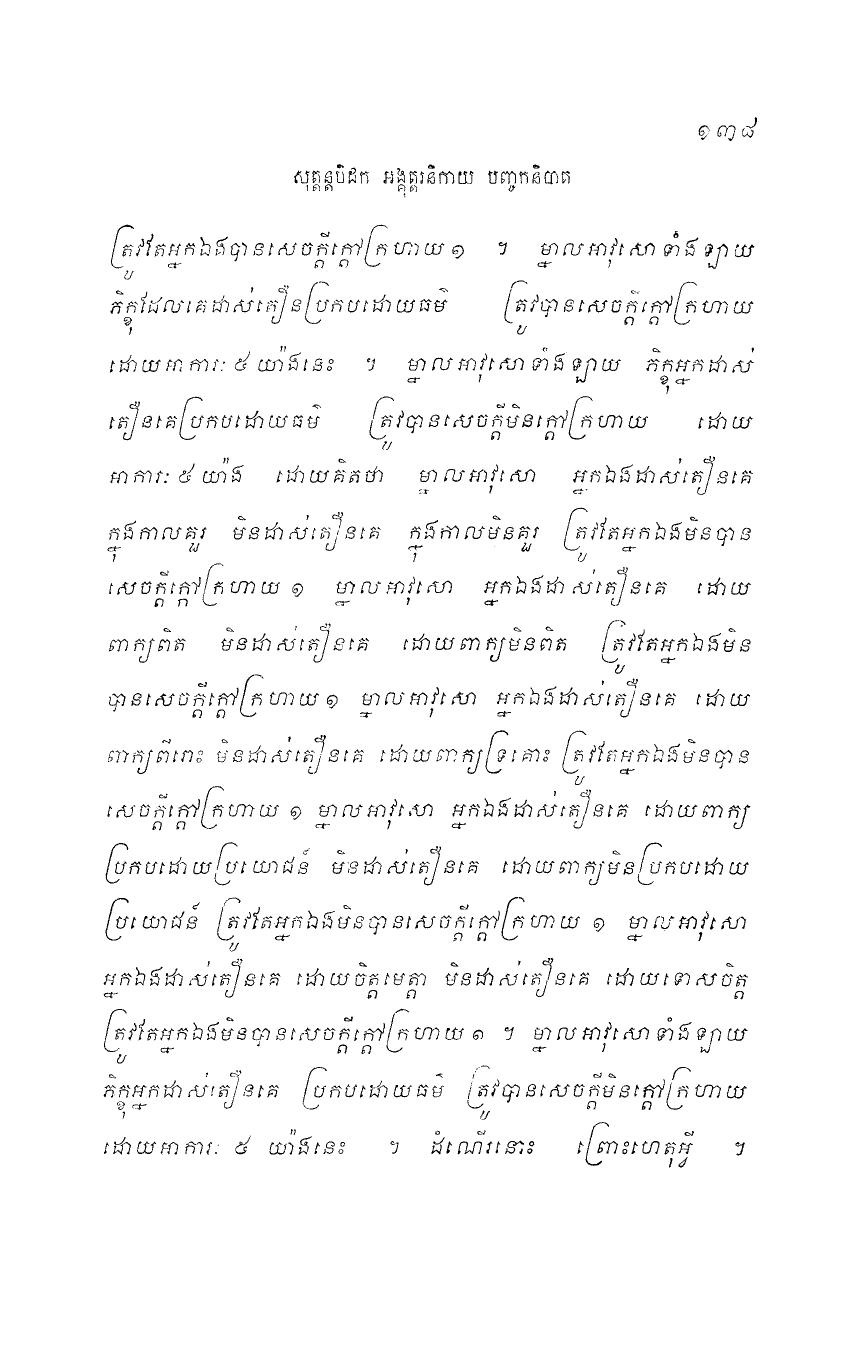 ១៣៨
សុត្តន្តបិដក អង្គុត្តរនិកាយ បញ្ចកនិបាត
ត្រូវតែអ្នកឯងបានសេចក្តីក្តៅក្រហាយ ១ ។ ម្នាលអាវុសោទាំងឡាយ
ភិក្ខុដែលគេដាស់តឿនប្រកបដោយធម៌ ត្រូវបានសេចក្តីក្តៅក្រហាយ
ដោយអាការៈ ៥ យ៉ាងនេះ ។ ម្នាលអាវុសោទាំងឡាយ ភិក្ខុអ្នកដាស់
តឿនគេប្រកបដោយធម៌ ត្រូវបានសេចក្តីមិនក្តៅក្រហាយ ដោយ
អាការៈ ៥ យ៉ាង ដោយគិតថា ម្នាលអាវុសោ អ្នកឯងដាស់តឿនគេ
ក្នុងកាលគួរ មិនដាស់តឿនគេ ក្នុងកាលមិនគួរ ត្រូវតែអ្នកឯងមិនបាន
សេចក្តីក្តៅក្រហាយ ១ ម្នាលអាវុសោ អ្នកឯងដាស់តឿនគេ ដោយ
ពាក្យពិត មិនដាស់តឿនគេ ដោយពាក្យមិនពិត ត្រូវតែអ្នកឯងមិន
បានសេចក្តីក្តៅក្រហាយ ១ ម្នាលអាវុសោ អ្នកឯងដាស់តឿនគេ ដោយ
ពាក្យពីរោះ មិនដាស់តឿនគេ ដោយពាក្យទ្រគោះ ត្រូវតែអ្នកឯងមិនបាន
សេចក្តីក្តៅក្រហាយ ១ ម្នាលអាវុសោ អ្នកឯងដាស់តឿនគេ ដោយពាក្យ
ប្រកបដោយប្រយោជន៍ មិនដាស់តឿនគេ ដោយពាក្យមិនប្រកបដោយ
ប្រយោជន៍ ត្រូវតែអ្នកឯងមិនបានសេចក្តីក្តៅក្រហាយ ១ ម្នាលអាវុសោ
អ្នកឯងដាស់តឿនគេ ដោយចិត្តមេត្តា មិនដាស់តឿនគេ ដោយទោសចិត្ត
ត្រូវតែអ្នកឯងមិនបានសេចក្តីក្តៅក្រហាយ ១ ។ ម្នាលអាវុសោទាំងឡាយ
ភិក្ខុអ្នកដាស់តឿនគេ ប្រកបដោយធម៌ ត្រូវបានសេចក្តីមិនក្តៅក្រហាយ
ដោយអាការៈ ៥ យ៉ាងនេះ ។ ដំណើរនោះ ព្រោះហេតុអ្វី ។